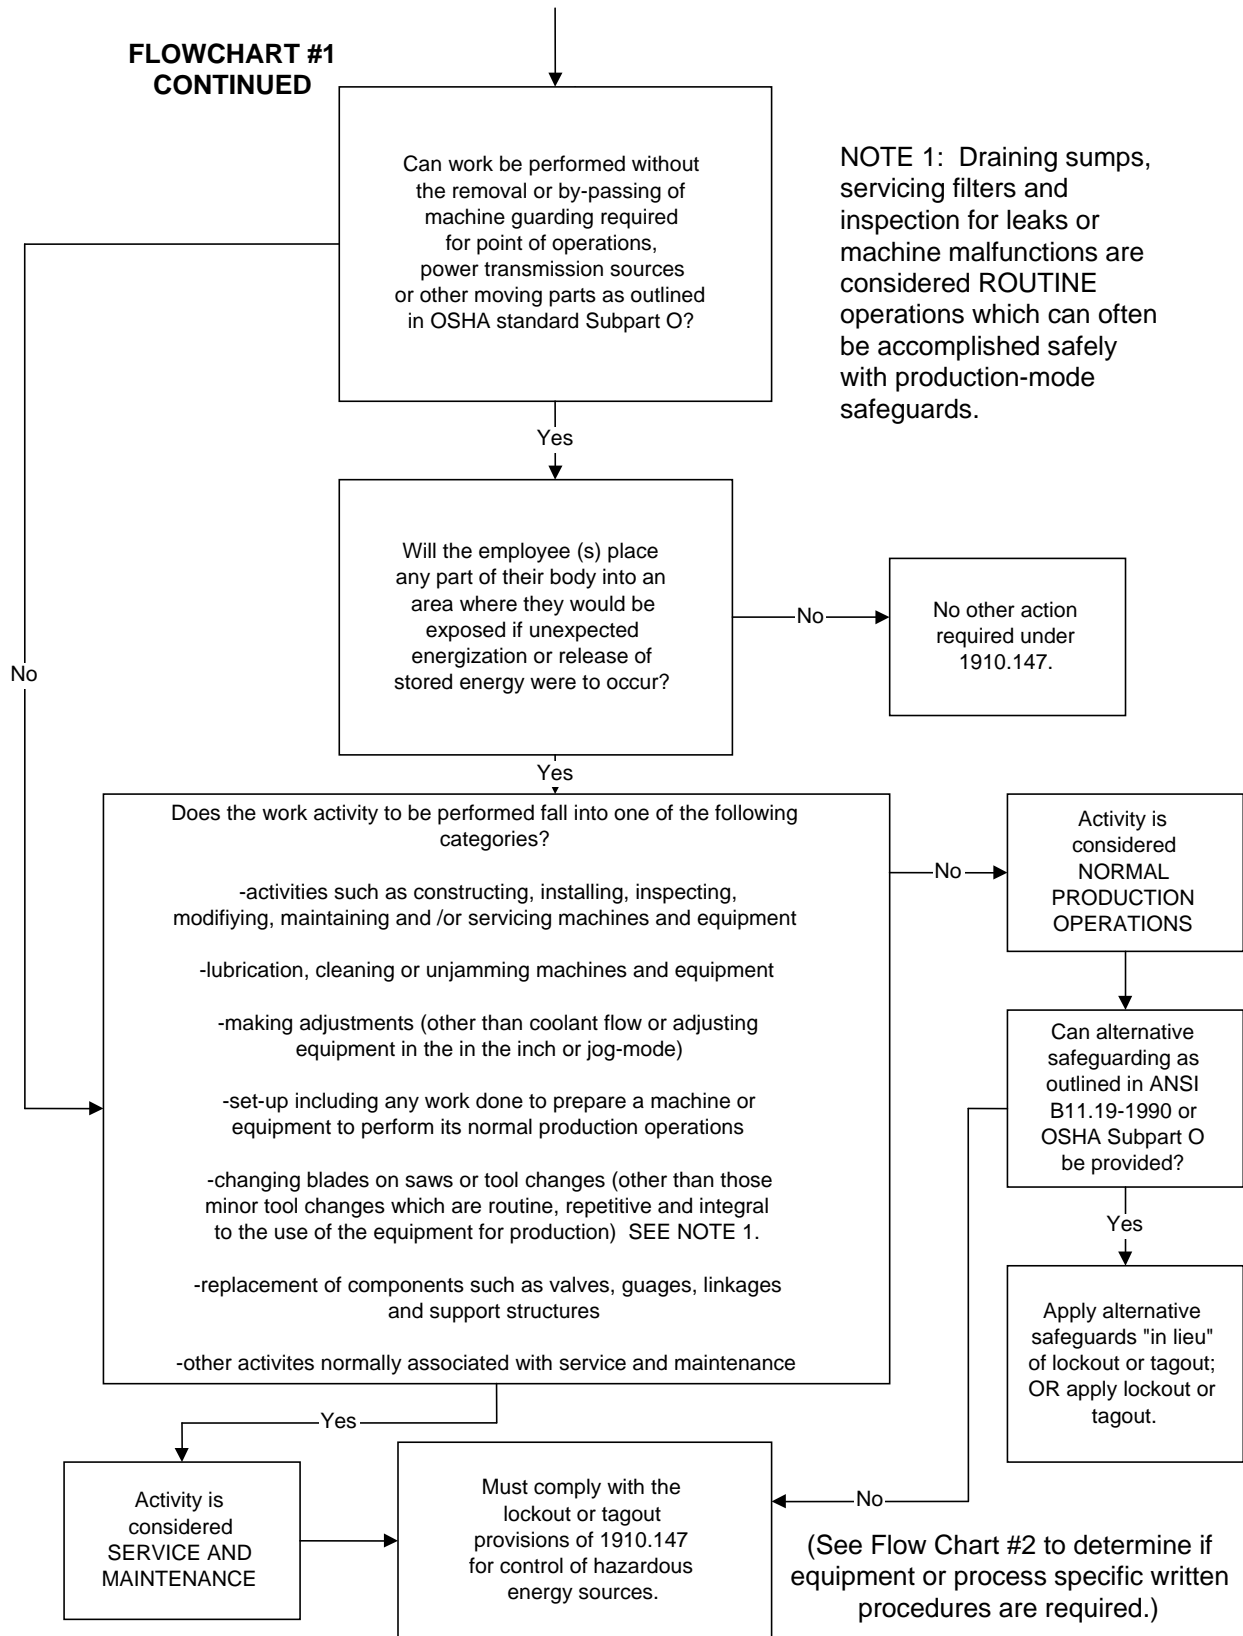 FLOWCHART #1
CONTINUED
Can work be performed without
the removal or by-passing of
machine guarding required
for point of operations,
power transmission sources
or other moving parts as outlined
in OSHA standard Subpart O?
NOTE 1:  Draining sumps,
servicing filters and
inspection for leaks or
machine malfunctions are
considered ROUTINE
operations which can often
be accomplished safely
with production-mode
safeguards.
Yes
No
Will the employee (s) place
any part of their body into an
area where they would be
exposed if unexpected
energization or release of
stored energy were to occur?
No
No other action
required under
1910.147.
Yes
Does the work activity to be performed fall into one of the following
categories?
-activities such as constructing, installing, inspecting,
modifiying, maintaining and /or servicing machines and equipment
-lubrication, cleaning or unjamming machines and equipment
-making adjustments (other than coolant flow or adjusting
equipment in the in the inch or jog-mode)
-set-up including any work done to prepare a machine or
equipment to perform its normal production operations
-changing blades on saws or tool changes (other than those
minor tool changes which are routine, repetitive and integral
to the use of the equipment for production)  SEE NOTE 1.
-replacement of components such as valves, guages, linkages
and support structures
-other activites normally associated with service and maintenance
No
Activity is
considered
NORMAL
PRODUCTION
OPERATIONS
Can alternative
safeguarding as
outlined in ANSI
B11.19-1990 or
OSHA Subpart O
be provided?
Yes
Apply alternative
safeguards "in lieu"
of lockout or tagout;
OR apply lockout or
tagout.
Yes
Activity is
considered
SERVICE AND
MAINTENANCE
Must comply with the
lockout or tagout
provisions of 1910.147
for control of hazardous
energy sources.
No
(See Flow Chart #2 to determine if
equipment or process specific written
procedures are required.)